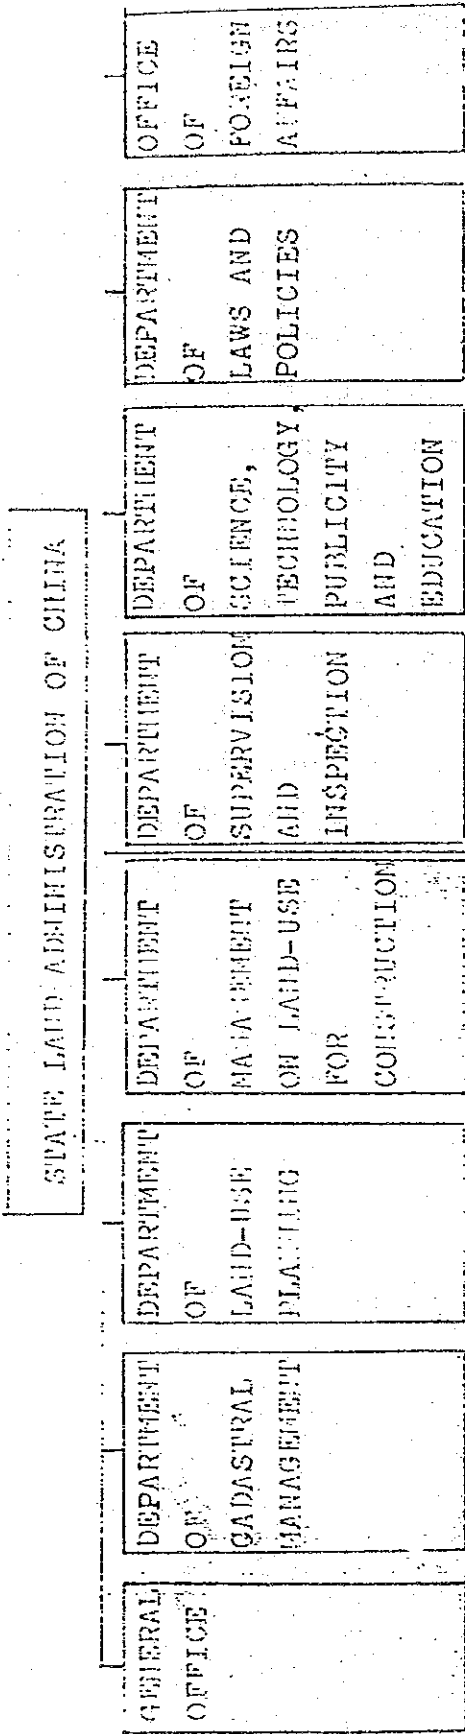 STATE LAND ADMINISTRATION OF CHINA
GENERAL
OFFICE
DEPARTMENT
OF
CADASTRAL
MANAGEMENT
DEPARTMENT
OF
LAND-USE
PLANNING
DEPARTMENT
OF
MANAGEMENT
ON LAND-USE
FOR
CONSTRUCTION
DEPARTMENT
OF
SUPERVISION
AND
INSPECTION
DEPARTMENT
OF
SCIENCE,
TECHNOLOGY,
PUBLICITY
AND
EDUCATION
DEPARTMENT
OF
LAWS AND
POLICIES
OFFICE
OF
FOREIGN
AFFAIRS